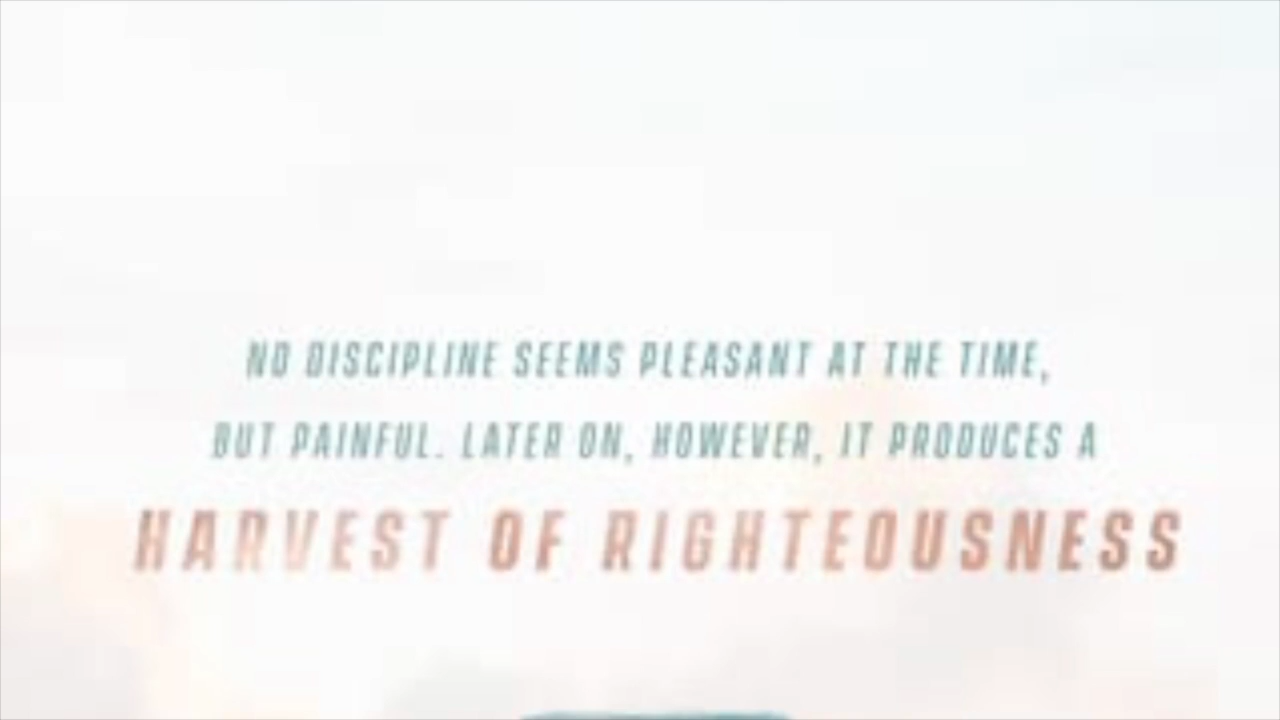 NO DISCIPLINE SEEMS PLEASANT AT THE TIME,
BUT PAINFUL. LATER ON, HOWEVER, IT PRODUCES A
HARVEST OF RIGHTEOUSNESS